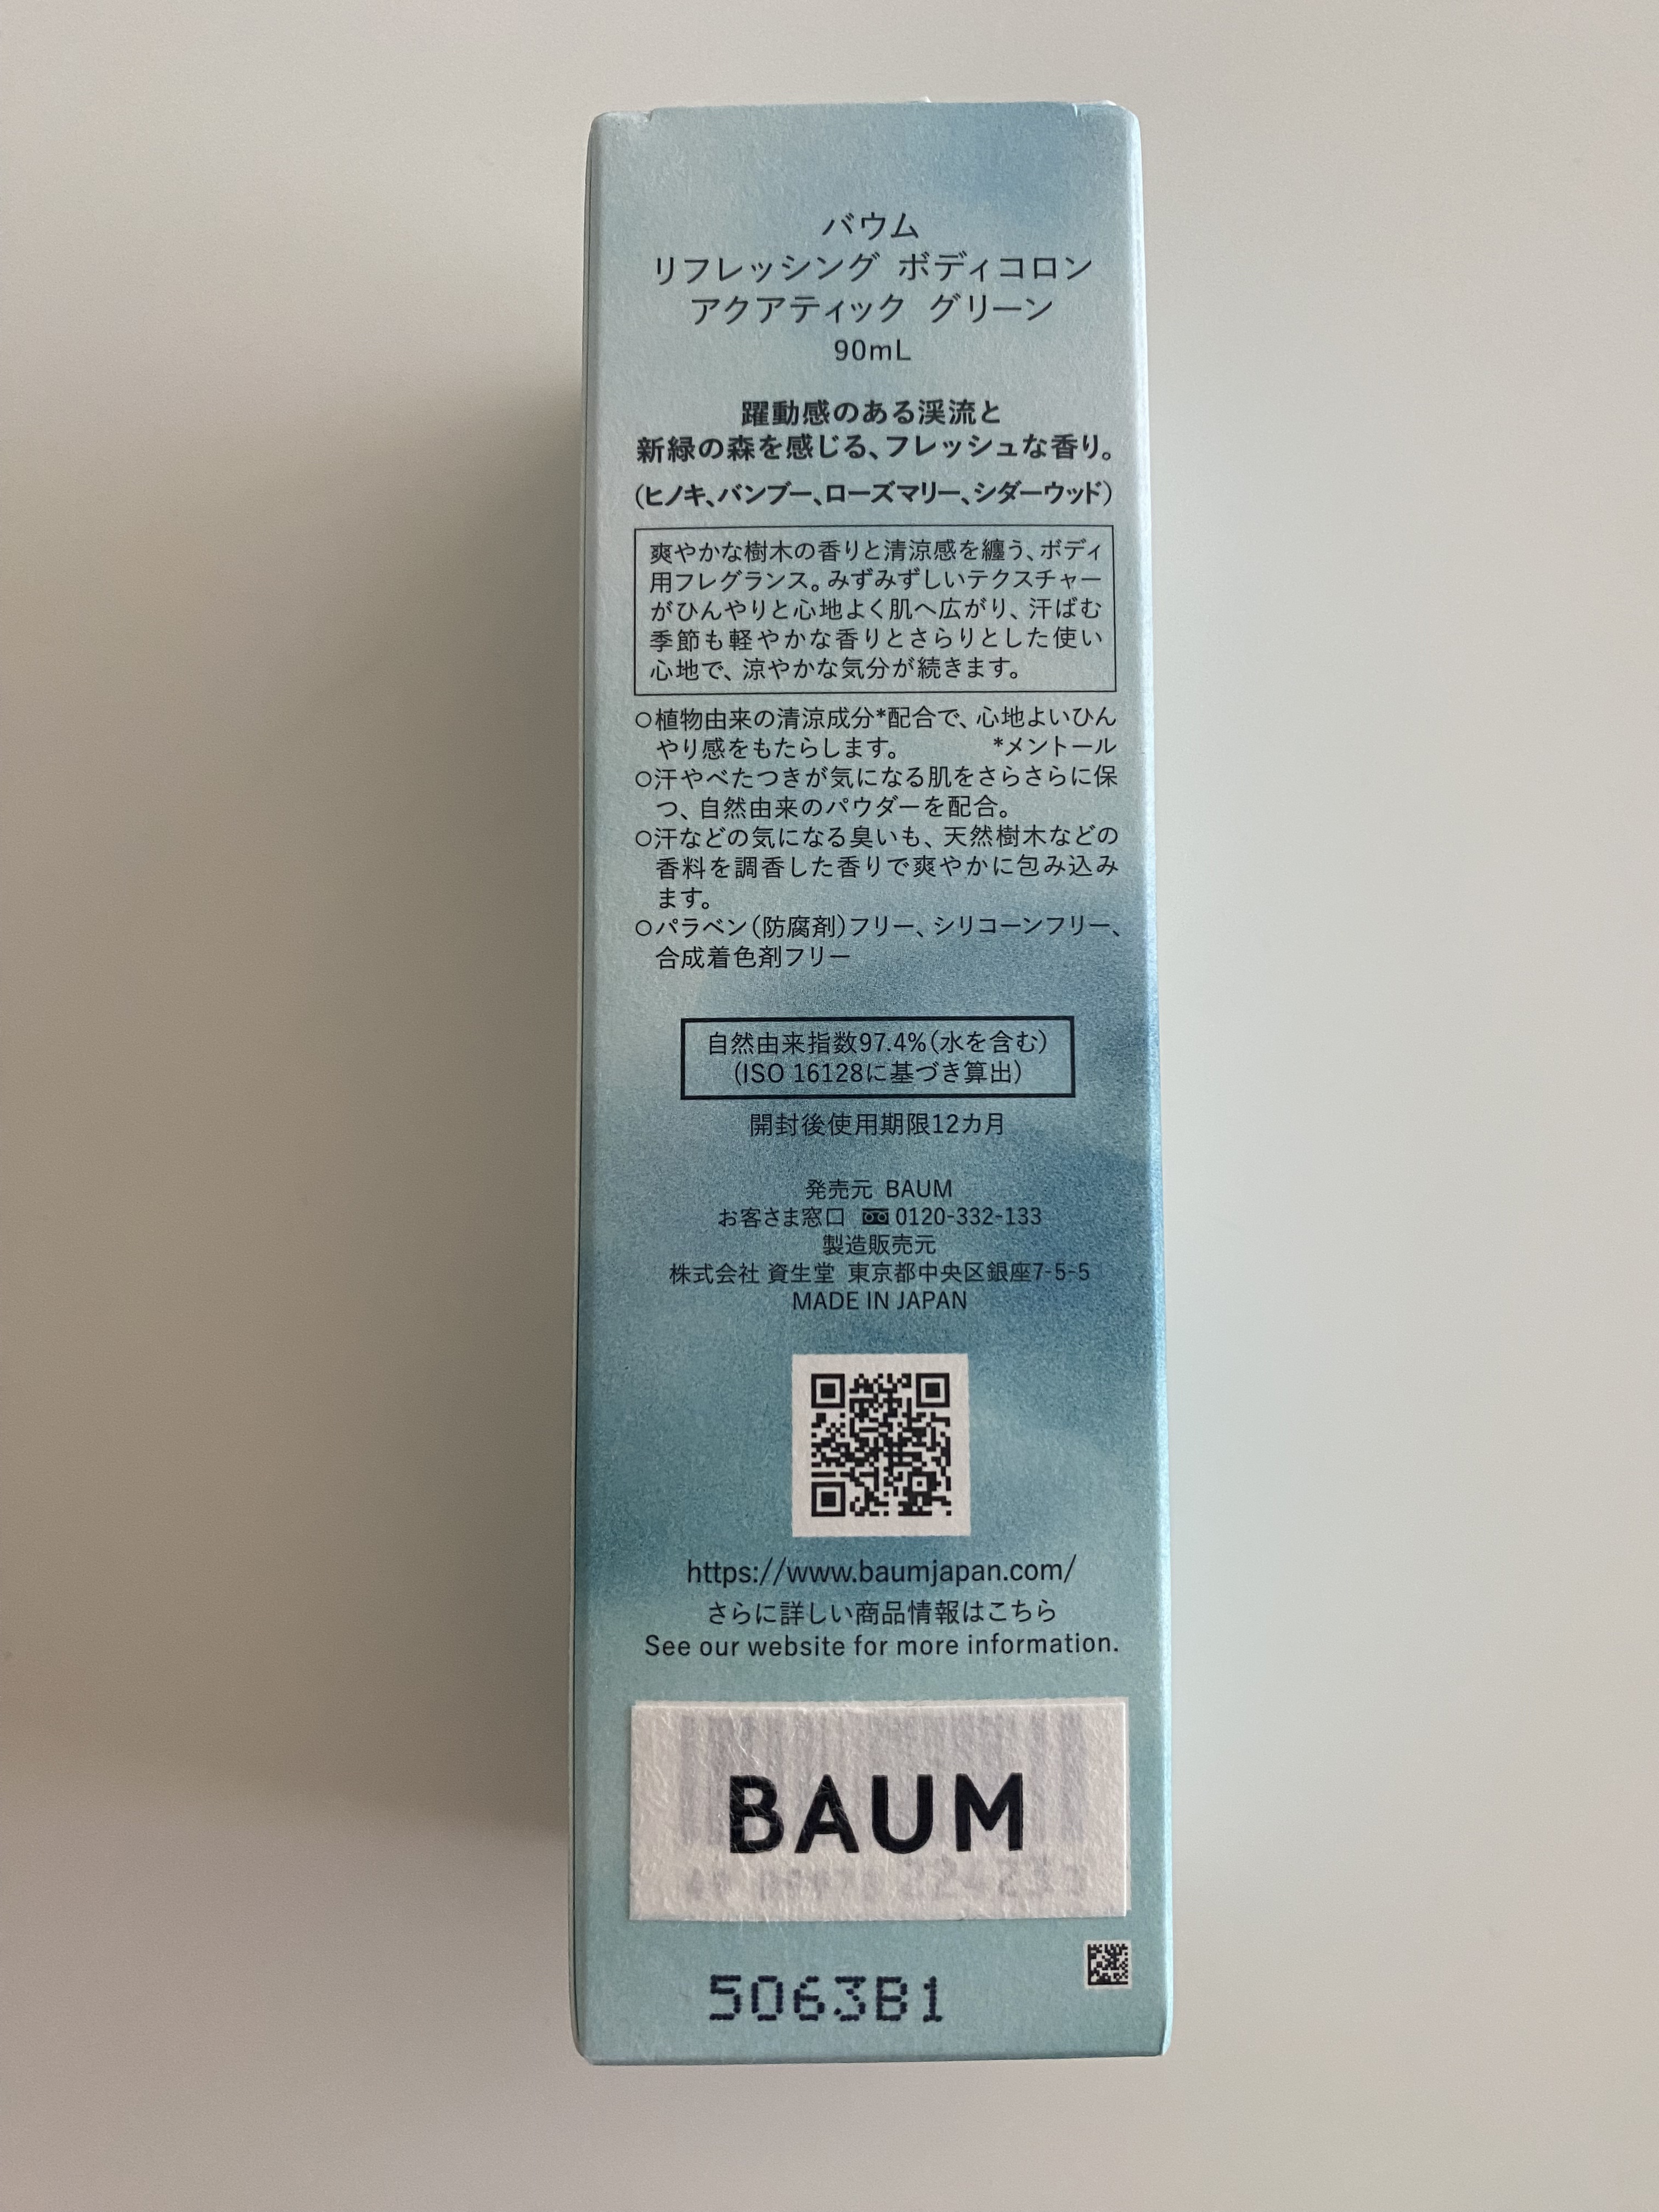 バウム
リフレッシング ボディコロン
アクアティック グリーン
90mL
躍動感のある渓流と
新緑の森を感じる、フレッシュな香り。
(ヒノキ、バンブー、ローズマリー、シダーウッド)
爽やかな樹木の香りと清涼感を纏う、ボディ
用フレグランス。みずみずしいテクスチャー
がひんやりと心地よく肌へ広がり、汗ばむ
季節も軽やかな香りとさらりとした使い
心地で、涼やかな気分が続きます。
○植物由来の清涼成分*配合で、心地よいひん
やり感をもたらします。 *メントール
○汗やべたつきが気になる肌をさらさらに保
つ、自然由来のパウダーを配合。
○汗などの気になる臭いも、天然樹木などの
香料を調香した香りで爽やかに包み込み
ます。
○パラベン(防腐剤)フリー、シリコーンフリー、
合成着色剤フリー
自然由来指数97.4%(水を含む)
(ISO 16128に基づき算出)
開封後使用期限12カ月
発売元 BAUM
お客さま窓口 0120-332-133
製造販売元
株式会社 資生堂 東京都中央区銀座7-5-5
MADE IN JAPAN
https://www.baumjapan.com/
さらに詳しい商品情報はこちら
See our website for more information.
BAUM
5063B1